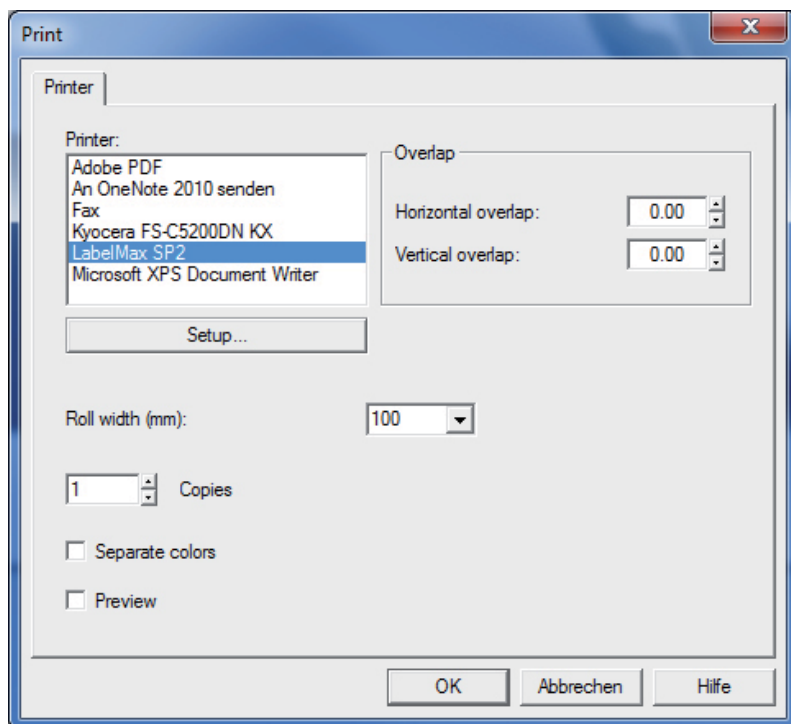 Print
Printer
Printer:
Adobe PDF
An OneNote 2010 senden
Fax
Kyocera FS-C5200DN KX
LabelMax SP2
Microsoft XPS Document Writer
Setup...
Overlap
Horizontal overlap: 0.00
Vertical overlap: 0.00
Roll width (mm): 100
1 Copies
Separate colors
Preview
OK Abbrechen Hilfe